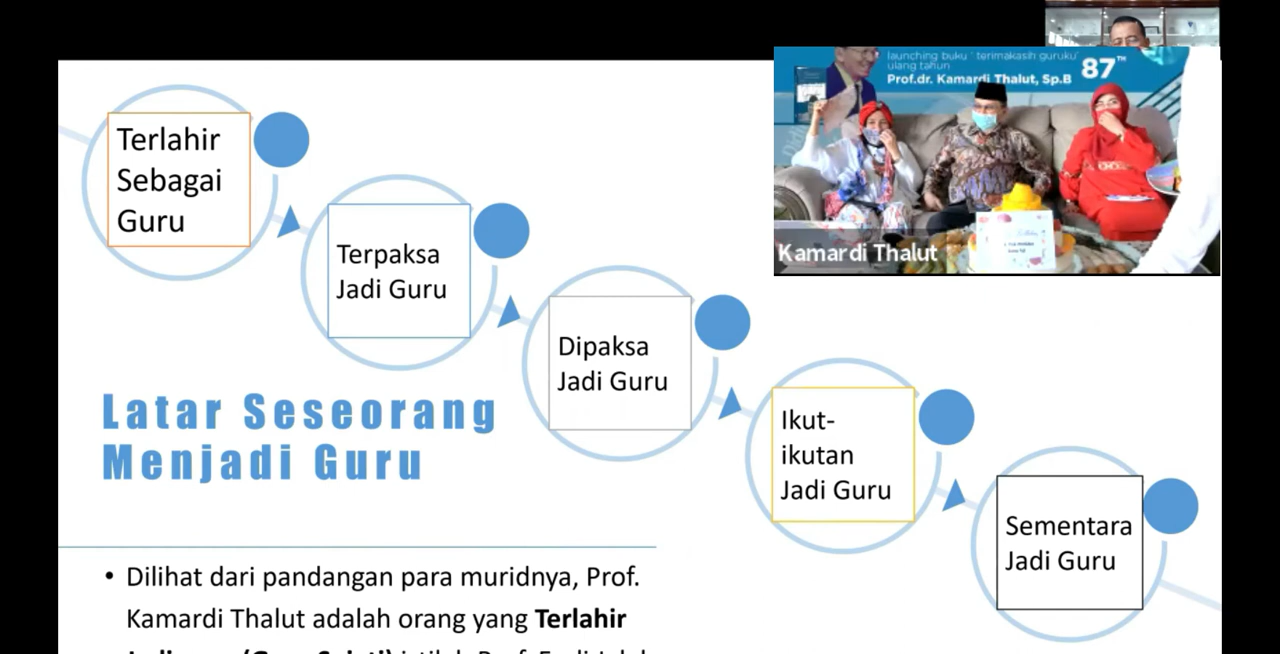 Terlahir
Sebagai
Guru
Terpaksa
Jadi Guru
Dipaksa
Jadi Guru
Ikut-
ikutan
Jadi Guru
Sementara
Jadi Guru
Latar Seseorang
Menjadi Guru
• Dilihat dari pandangan para muridnya, Prof.
Kamardi Thalut adalah orang yang Terlahir
launching buku " terimakasih guruku"
ulang tahun
Prof.dr. Kamardi Thalut, Sp.B
87TH
Kamardi Thalut